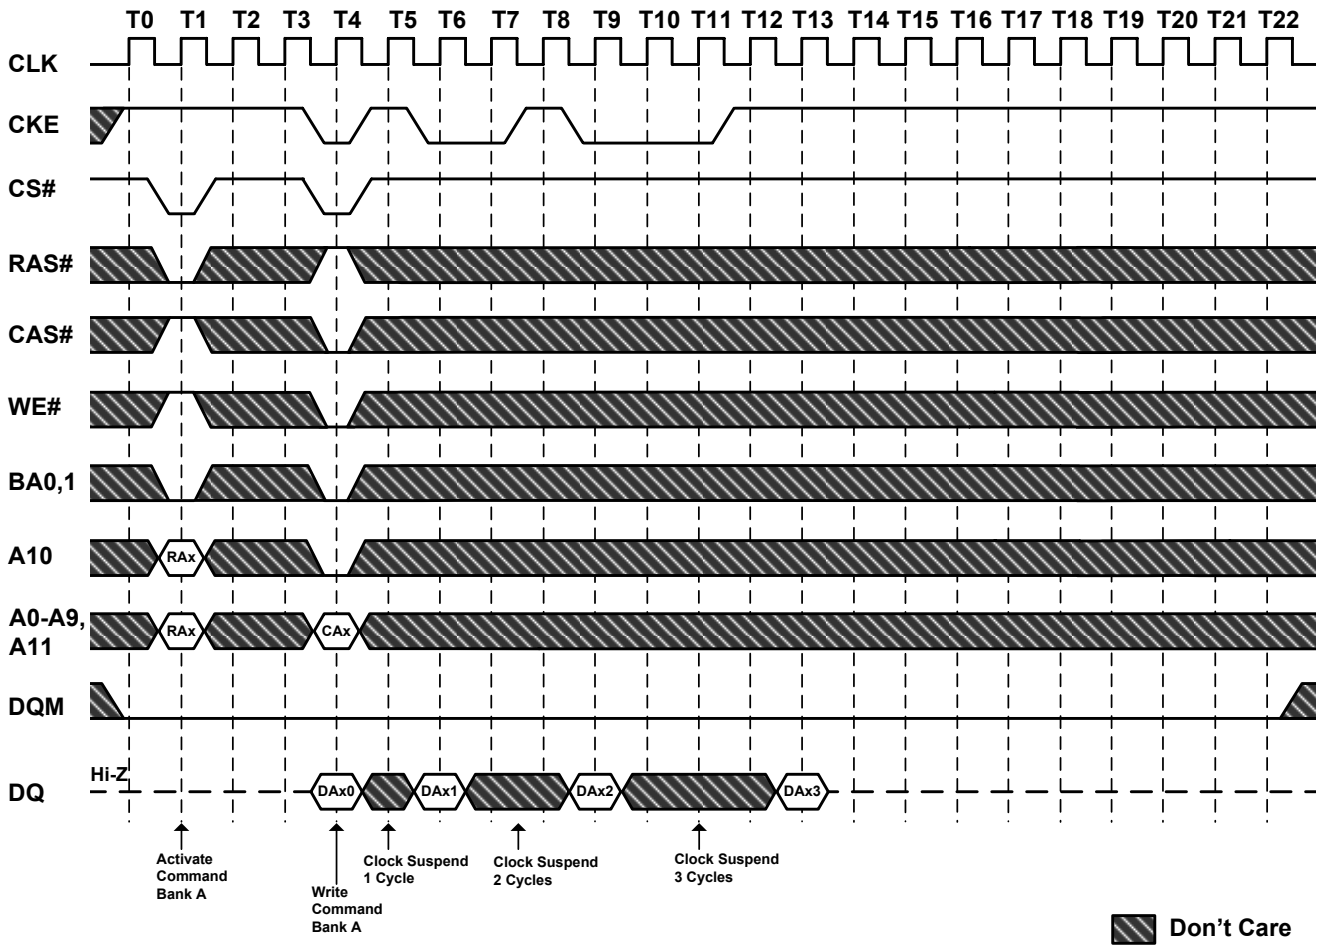 T0 T1 T2 T3 T4 T5 T6 T7 T8 T9 T10 T11 T12 T13 T14 T15 T16 T17 T18 T19 T20 T21 T22
CLK
CKE
CS#
RAS#
CAS#
WE#
BA0,1
A10
RAx
A0-A9,
A11
RAx
CAx
DQM
Hi-Z
DQ
DAx0
DAx1
DAx2
DAx3
Activate
Command
Bank A
Write
Command
Bank A
Clock Suspend
1 Cycle
Clock Suspend
2 Cycles
Clock Suspend
3 Cycles
Don't Care